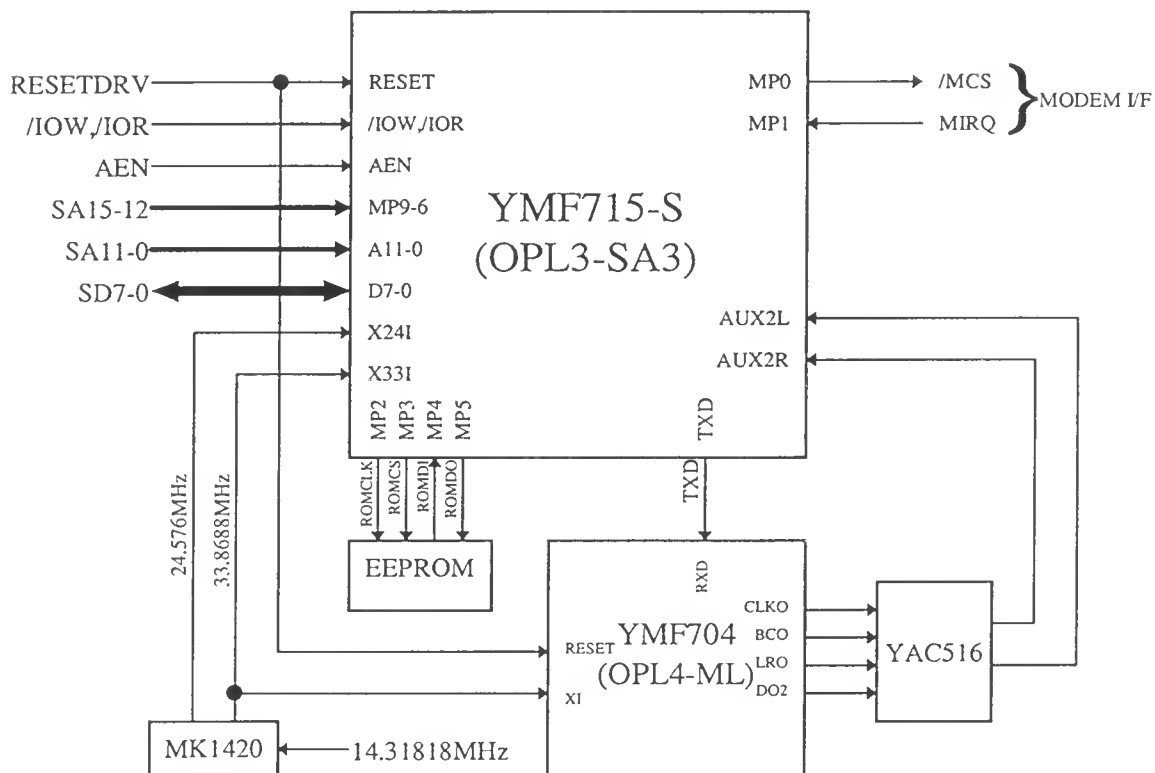 RESETDRV
RESET
MP0
/MCS
MODEM I/F
/IOW,/IOR
/IOW,/IOR
MP1
MIRQ
AEN
AEN
SA15-12
MP9-6
YMF715-S
(OPL3-SA3)
SA11-0
A11-0
SD7-0
D7-0
X24I
AUX2L
X33I
AUX2R
MP2
MP3
MP4
MP5
TXD
ROMCLK
ROMCS
ROMDI
ROMDO
TXD
24.576MHz
33.8688MHz
EEPROM
RXD
CLKO
BCO
LRO
DO2
YMF704
(OPL4-ML)
RESET
XI
YAC516
MK1420
14.31818MHz